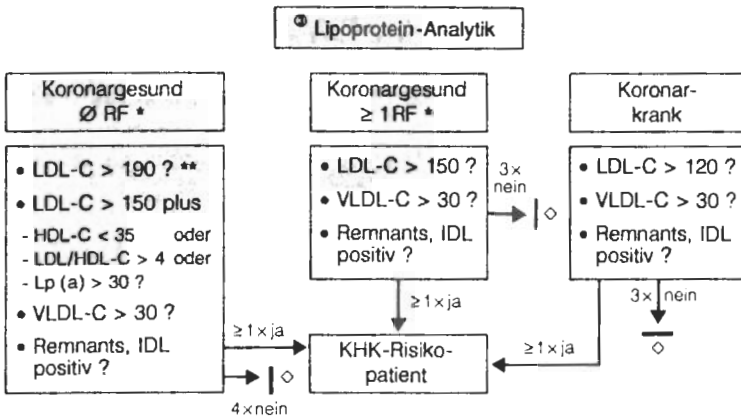 ③ Lipoprotein-Analytik
Koronargesund
Ø RF *
• LDL-C > 190 ? **
• LDL-C > 150 plus
- HDL-C < 35 oder
- LDL/HDL-C > 4 oder
- Lp (a) > 30 ?
• VLDL-C > 30 ?
• Remnants, IDL
positiv ?
≥ 1 × ja
4× nein
Koronargesund
≥ 1 RF *
• LDL-C > 150 ?
• VLDL-C > 30 ?
• Remnants, IDL
positiv ?
3×
nein
≥ 1 × ja
Koronar-
krank
• LDL-C > 120 ?
• VLDL-C > 30 ?
• Remnants, IDL
positiv ?
3× nein
≥ 1 × ja
KHK-Risiko-
patient